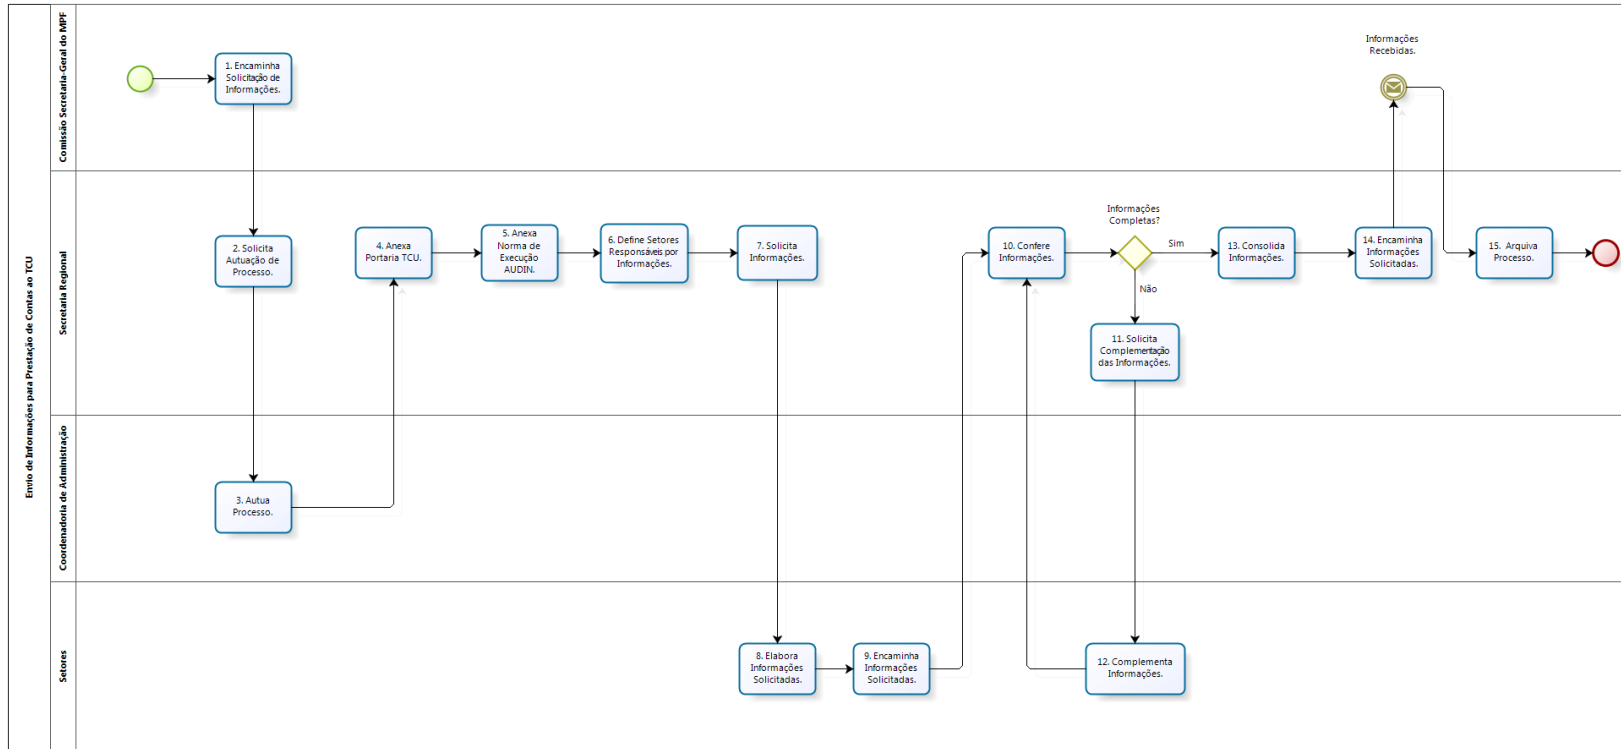 Envio de Informações para Prestação de Contas ao TCU
Comissão Secretaria-Geral do MPF
1. Encaminha
Solicitação de
Informações.
Informações
Recebidas.
Secretaria Regional
2. Solicita
Autuação de
Processo.
4. Anexa
Portaria TCU.
5. Anexa
Norma de
Execução
AUDIN.
6. Define Setores
Responsáveis por
Informações.
7. Solicita
Informações.
10. Confere
Informações.
Informações
Completas?
Sim
Não
11. Solicita
Complementação
das Informações.
13. Consolida
Informações.
14. Encaminha
Informações
Solicitadas.
15. Arquiva
Processo.
Coordenadoria de Administração
3. Autua
Processo.
Setores
8. Elabora
Informações
Solicitadas.
9. Encaminha
Informações
Solicitadas.
12. Complementa
Informações.